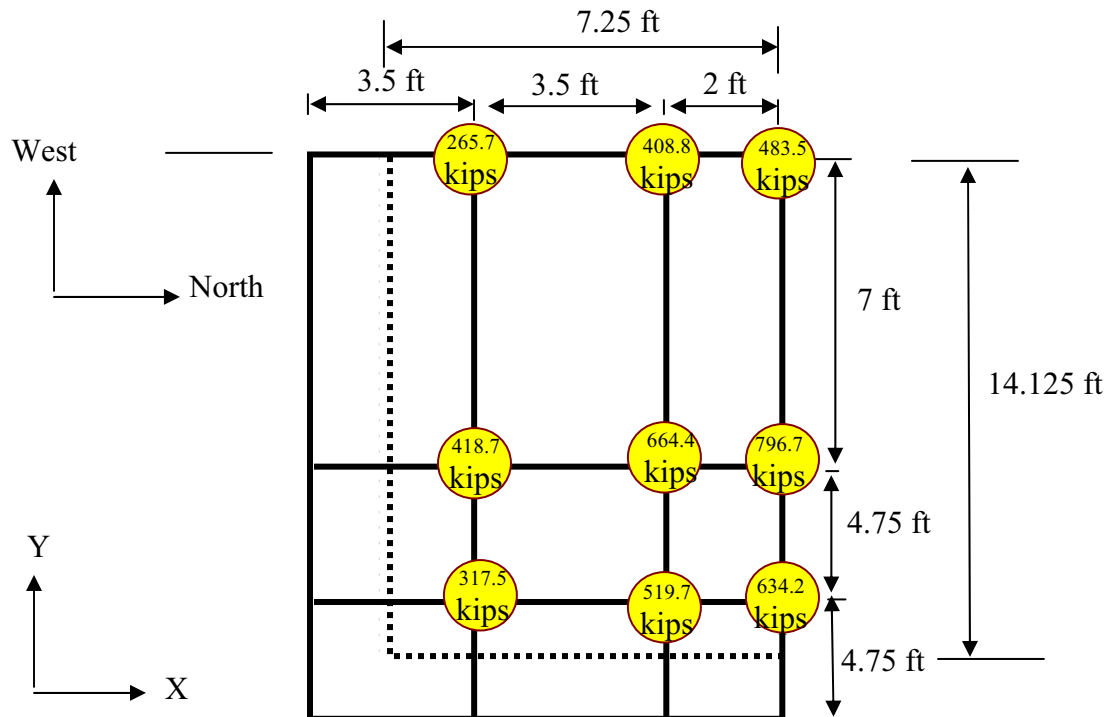 7.25 ft
3.5 ft
3.5 ft
2 ft
West
265.7
kips
408.8
kips
483.5
kips
North
7 ft
14.125 ft
418.7
kips
664.4
kips
796.7
kips
4.75 ft
Y
317.5
kips
519.7
kips
634.2
kips
4.75 ft
X